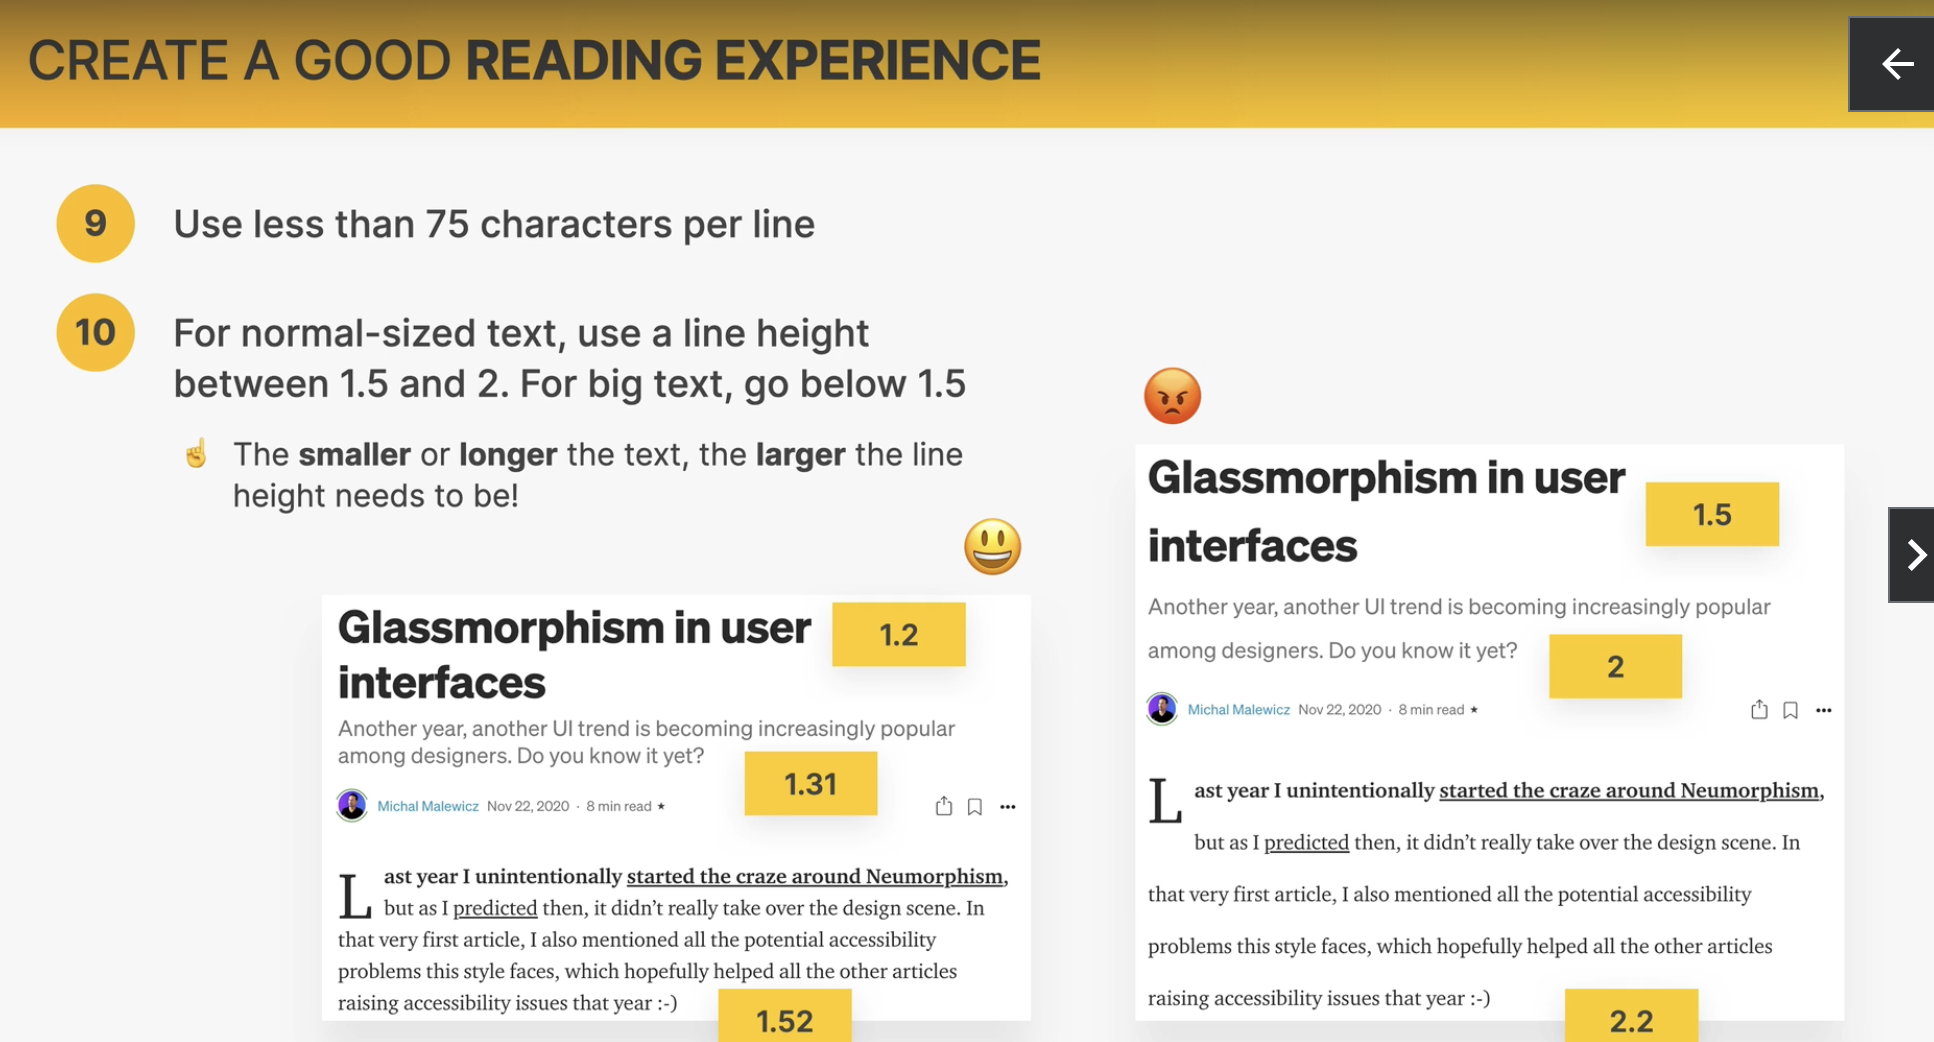 CREATE A GOOD READING EXPERIENCE
9
Use less than 75 characters per line
10
For normal-sized text, use a line height
between 1.5 and 2. For big text, go below 1.5
The smaller or longer the text, the larger the line
height needs to be!
Glassmorphism in user
interfaces
1.2
Another year, another UI trend is becoming increasingly popular
among designers. Do you know it yet?
1.31
Michal Malewicz Nov 22, 2020 · 8 min read ★
Last year I unintentionally started the craze around Neumorphism,
but as I predicted then, it didn’t really take over the design scene. In
that very first article, I also mentioned all the potential accessibility
problems this style faces, which hopefully helped all the other articles
raising accessibility issues that year :-)
1.52
Glassmorphism in user
interfaces
1.5
Another year, another UI trend is becoming increasingly popular
among designers. Do you know it yet?
2
Michal Malewicz Nov 22, 2020 · 8 min read ★
Last year I unintentionally started the craze around Neumorphism,
but as I predicted then, it didn’t really take over the design scene. In
that very first article, I also mentioned all the potential accessibility
problems this style faces, which hopefully helped all the other articles
raising accessibility issues that year :-)
2.2